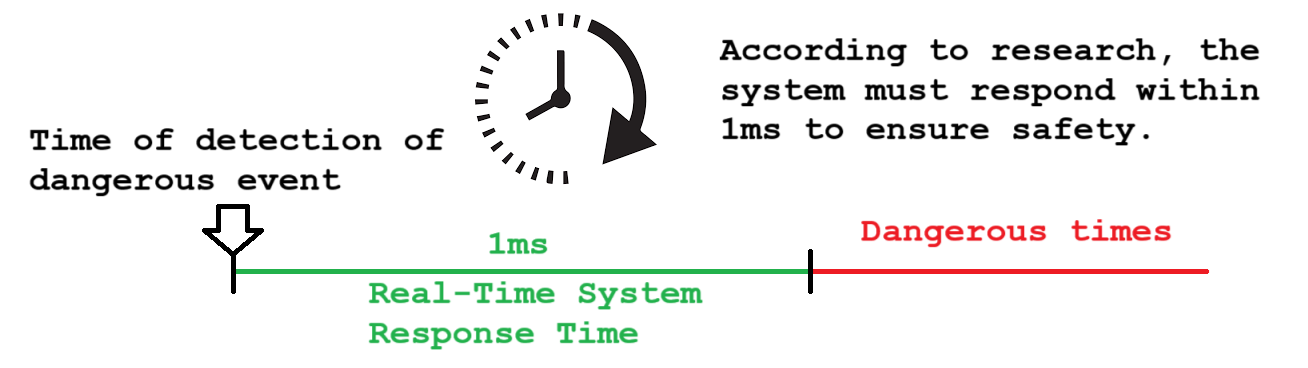 According to research, the
system must respond within
1ms to ensure safety.
Time of detection of
dangerous event
Dangerous times
1ms
Real-Time System
Response Time